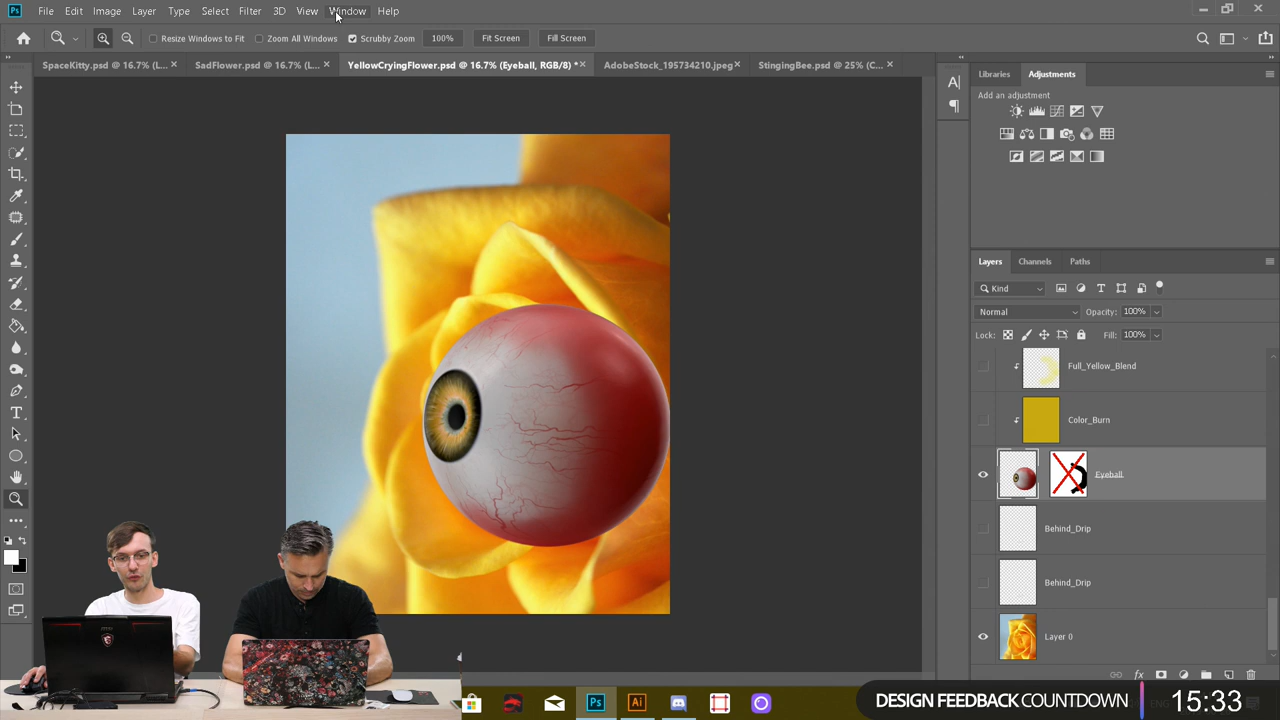 Ps File Edit Image Layer Type Select Filter 3D View Window Help
Resize Windows to Fit Zoom All Windows Scrubby Zoom 100% Fit Screen Fill Screen
SpaceKitty.psd @ 16.7% (L... SadFlower.psd @ 16.7% (L... YellowCryingFlower.psd @ 16.7% (Eyeball, RGB/8) * AdobeStock_195734210.jpeg StingingBee.psd @ 25% (C...
Libraries Adjustments
Add an adjustment
Layers Channels Paths
Kind
Normal Opacity: 100%
Lock: Fill: 100%
Full_Yellow_Blend
Color_Burn
Eyeball
Behind_Drip
Behind_Drip
Layer 0
fx
Ps Ai
DESIGN FEEDBACK COUNTDOWN 15:33